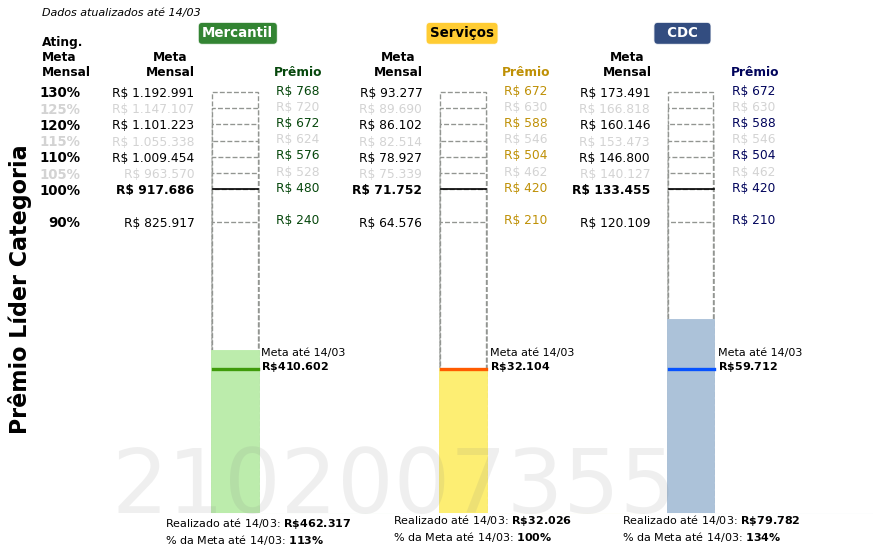 Dados atualizados até 14/03
Mercantil Serviços CDC
Ating. Meta Mensal Meta Mensal Prêmio Meta Mensal Prêmio Meta Mensal Prêmio
130% R$ 1.192.991 R$ 768 R$ 93.277 R$ 672 R$ 173.491 R$ 672
125% R$ 1.147.107 R$ 720 R$ 89.690 R$ 630 R$ 166.818 R$ 630
120% R$ 1.101.223 R$ 672 R$ 86.102 R$ 588 R$ 160.146 R$ 588
115% R$ 1.055.338 R$ 624 R$ 82.514 R$ 546 R$ 153.473 R$ 546
110% R$ 1.009.454 R$ 576 R$ 78.927 R$ 504 R$ 146.800 R$ 504
105% R$ 963.570 R$ 528 R$ 75.339 R$ 462 R$ 140.127 R$ 462
100% R$ 917.686 R$ 480 R$ 71.752 R$ 420 R$ 133.455 R$ 420
90% R$ 825.917 R$ 240 R$ 64.576 R$ 210 R$ 120.109 R$ 210
Prêmio Líder Categoria
Meta até 14/03 Meta até 14/03 Meta até 14/03
R$410.602 R$32.104 R$59.712
2102007355
Realizado até 14/03: R$462.317 Realizado até 14/03: R$32.026 Realizado até 14/03: R$79.782
% da Meta até 14/03: 113% % da Meta até 14/03: 100% % da Meta até 14/03: 134%